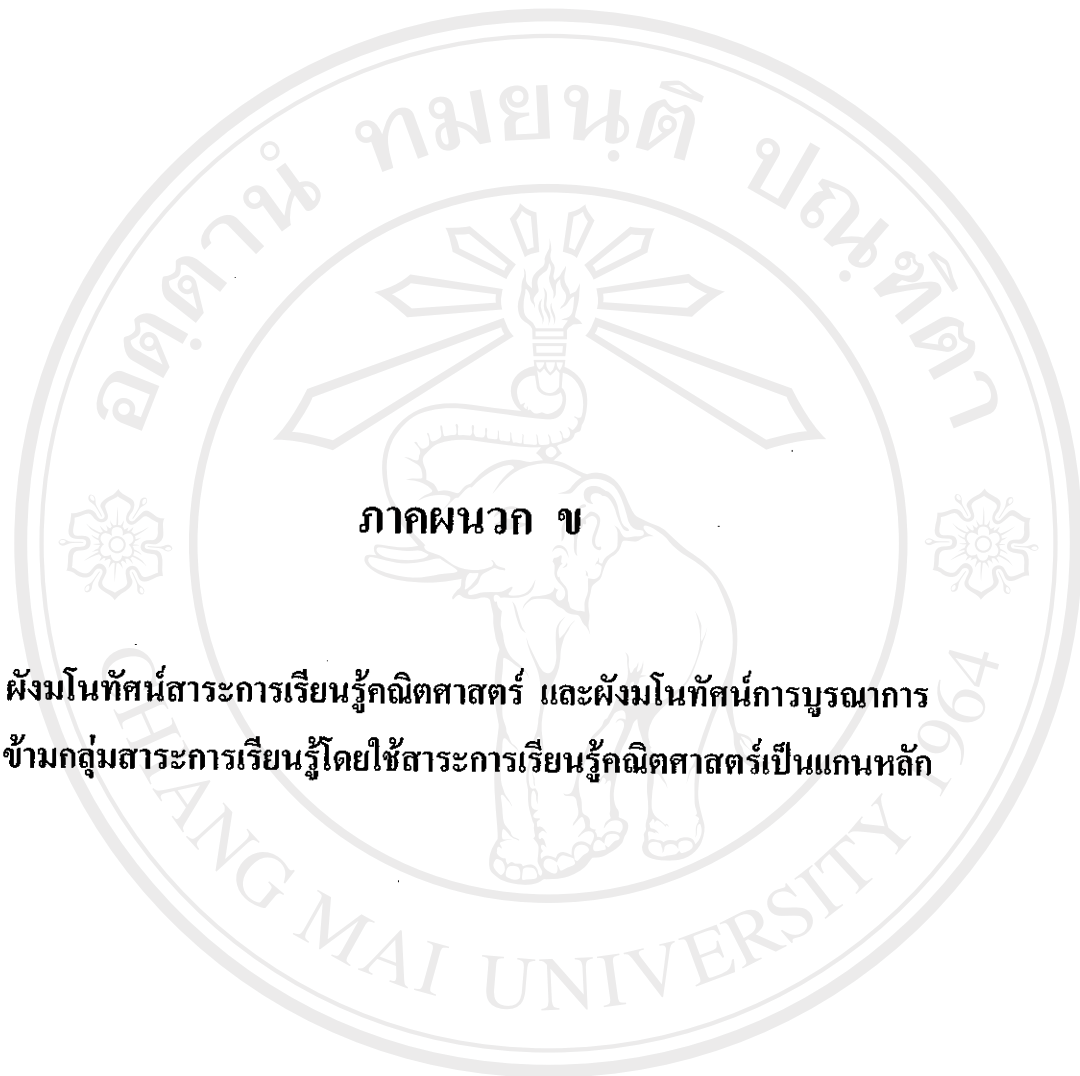 อตฺตานํ ทมยนฺติ ปณฺฑิตา
ภาคผนวก ข
ผังมโนทัศน์สาระการเรียนรู้คณิตศาสตร์ และผังมโนทัศน์การบูรณาการ
ข้ามกลุ่มสาระการเรียนรู้โดยใช้สาระการเรียนรู้คณิตศาสตร์เป็นแกนหลัก
CHIANG MAI UNIVERSITY 1964